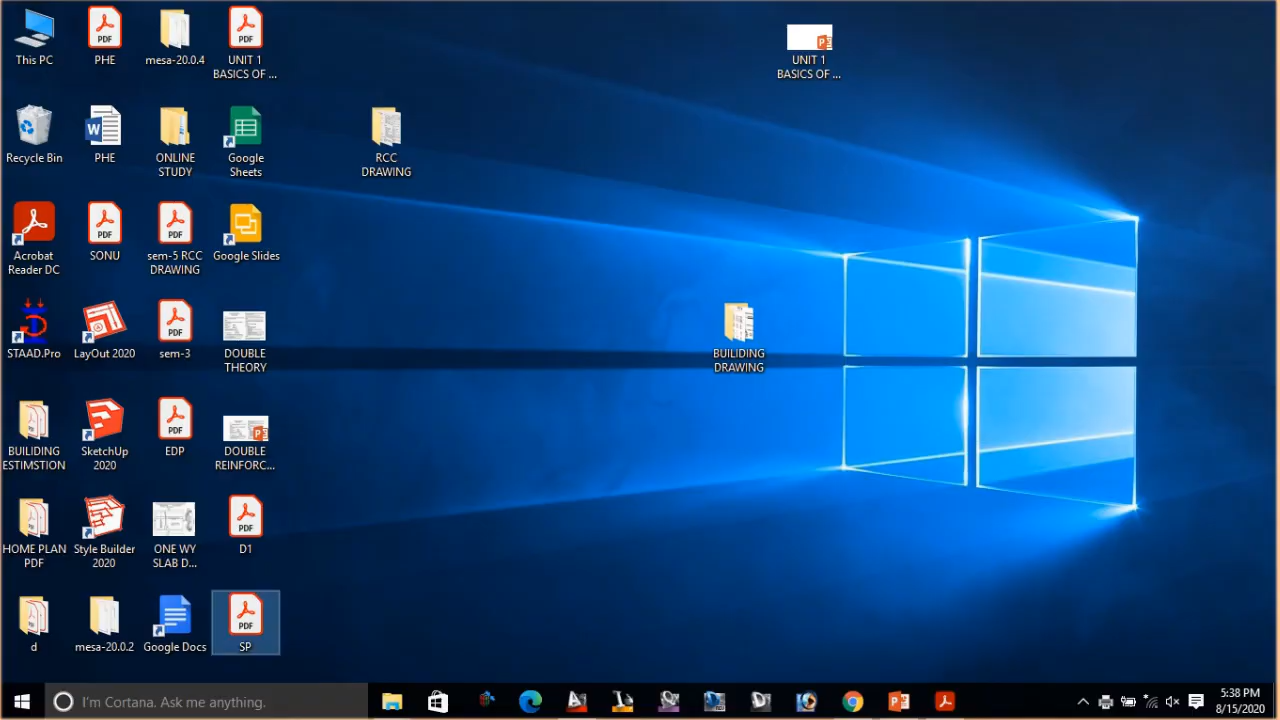 This PC
PHE
mesa-20.0.4
UNIT 1
BASICS OF ...
UNIT 1
BASICS OF ...
Recycle Bin
PHE
ONLINE
STUDY
Google
Sheets
RCC
DRAWING
Acrobat
Reader DC
SONU
sem-5 RCC
DRAWING
Google Slides
STAAD.Pro
LayOut 2020
sem-3
DOUBLE
THEORY
BUILIDING
DRAWING
BUILIDING
ESTIMSTION
SketchUp
2020
EDP
DOUBLE
REINFORC...
HOME PLAN
PDF
Style Builder
2020
ONE WY
SLAB D...
D1
d
mesa-20.0.2
Google Docs
SP
I'm Cortana. Ask me anything.
5:38 PM
8/15/2020